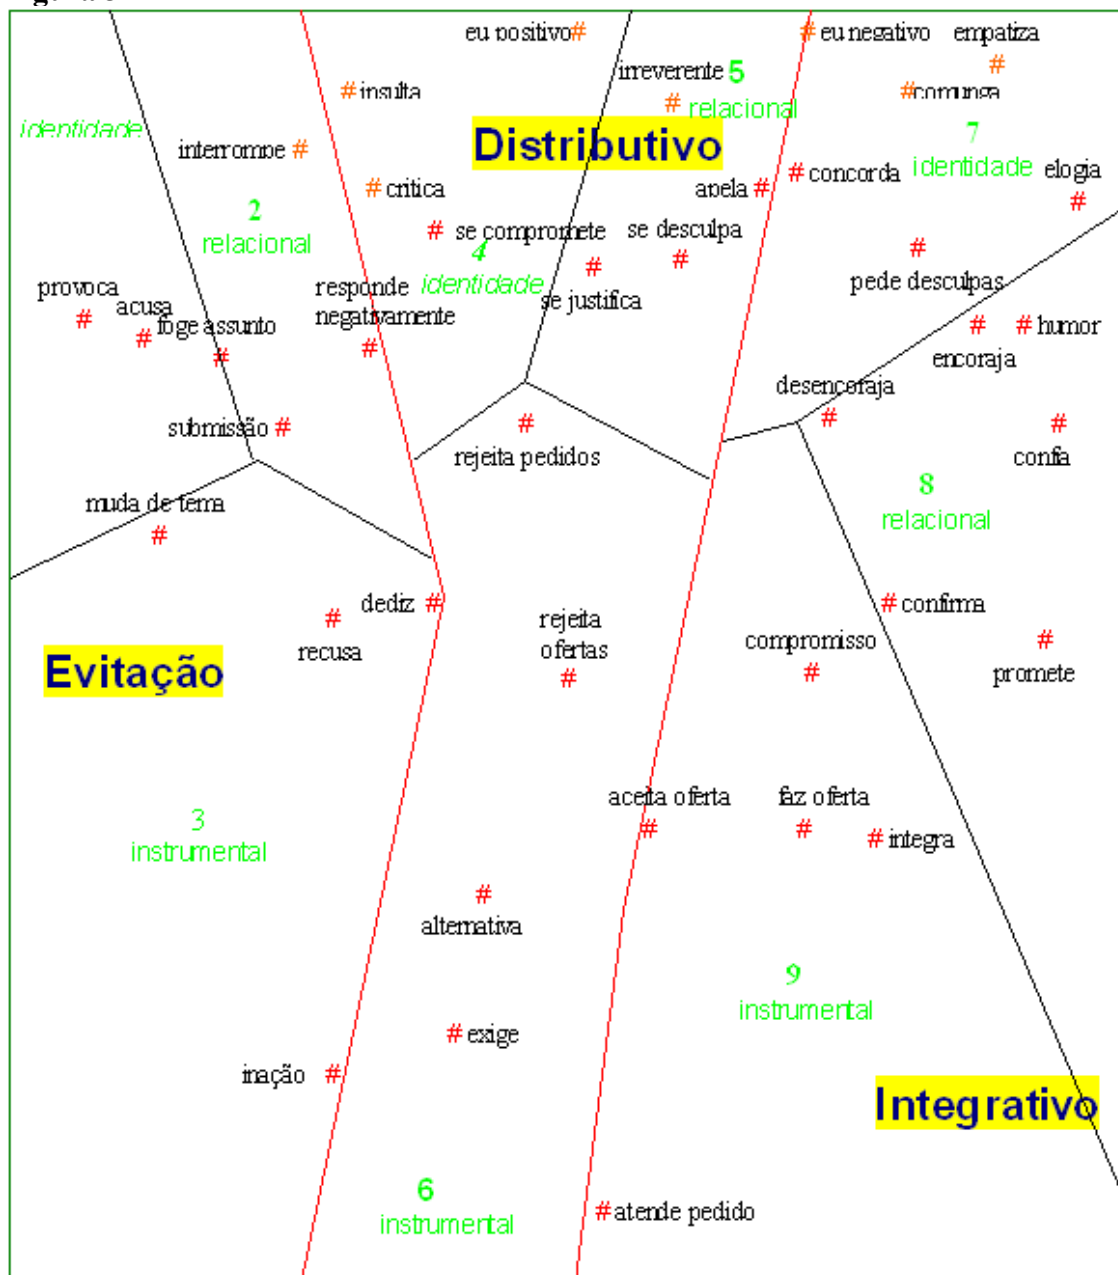 eu positivo#
# eu negativo
empatiza
#
irreverente 5
#
relacional
# insulta
#
comunga
7
identidade
identidade
interrompe #
Distributivo
# critica
apela #
# concorda
elogia
#
2
relacional
# se compromete
4
identidade
se desculpa
#
#
se justifica
#
pede desculpas
provoca
#
acusa
#
foge assunto
#
responde
negativamente
#
#
encoraja
# humor
desencoraja
#
submissão #
#
rejeita pedidos
#
confia
8
relacional
muda de tema
#
dediz #
#
recusa
rejeita
ofertas
#
# confirma
compromisso
#
#
promete
Evitação
3
instrumental
aceita oferta
#
faz oferta
#
# integra
#
alternativa
9
instrumental
# exige
inação #
Integrativo
6
instrumental
# atende pedido